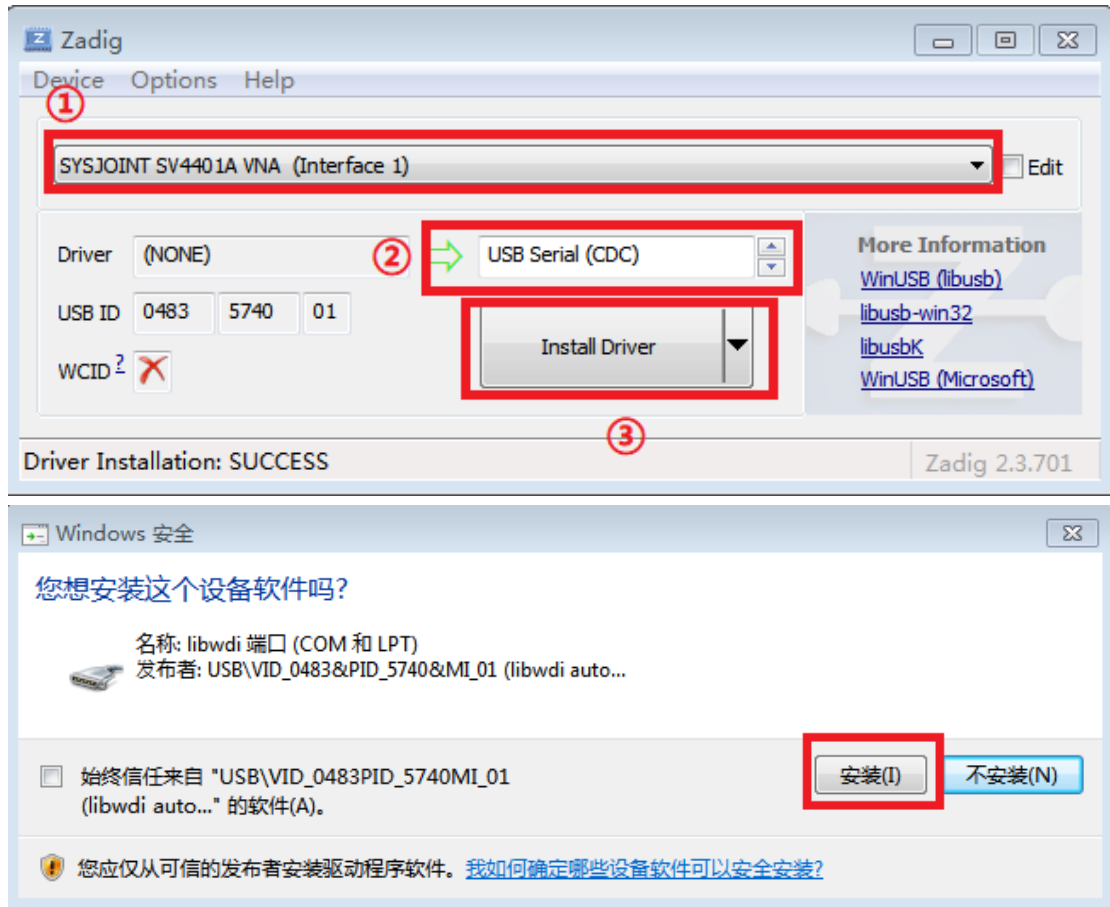 Zadig
Device Options Help
①
SYSJOINT SV4401A VNA (Interface 1)
Edit
Driver (NONE) ② USB Serial (CDC)
More Information
WinUSB (libusb)
USB ID 0483 5740 01
libusb-win32
Install Driver
libusbK
WCID ?
WinUSB (Microsoft)
③
Driver Installation: SUCCESS
Zadig 2.3.701
Windows 安全
您想安装这个设备软件吗?
名称: libwdi 端口 (COM 和 LPT)
发布者: USB\VID_0483&PID_5740&MI_01 (libwdi auto...
始终信任来自 "USB\VID_0483PID_5740MI_01
(libwdi auto..." 的软件(A)。
安装(I)
不安装(N)
您应仅从可信的发布者安装驱动程序软件。我如何确定哪些设备软件可以安全安装?